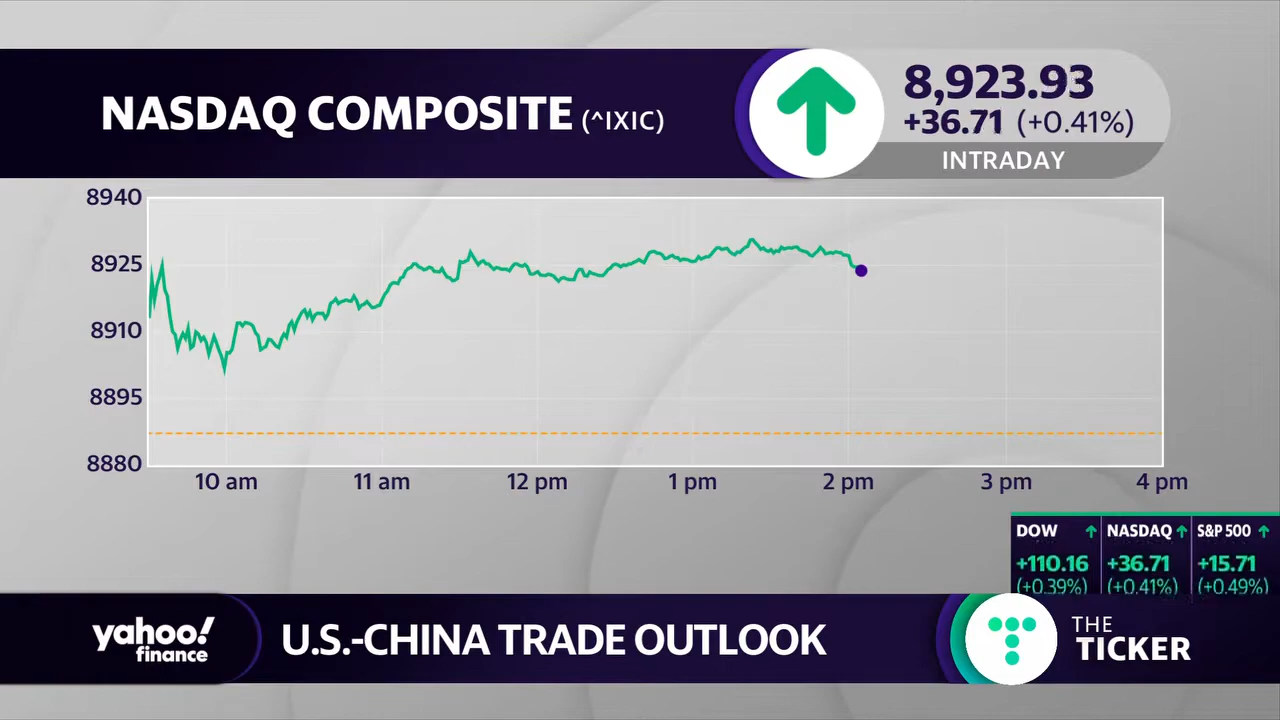 NASDAQ COMPOSITE (^IXIC)
8,923.93
+36.71 (+0.41%)
INTRADAY
8940
8925
8910
8895
8880
10 am 11 am 12 pm 1 pm 2 pm 3 pm 4 pm
DOW NASDAQ S&P 500
+110.16 +36.71 +15.71
(+0.39%) (+0.41%) (+0.49%)
yahoo!
finance
U.S.-CHINA TRADE OUTLOOK
THE
TICKER